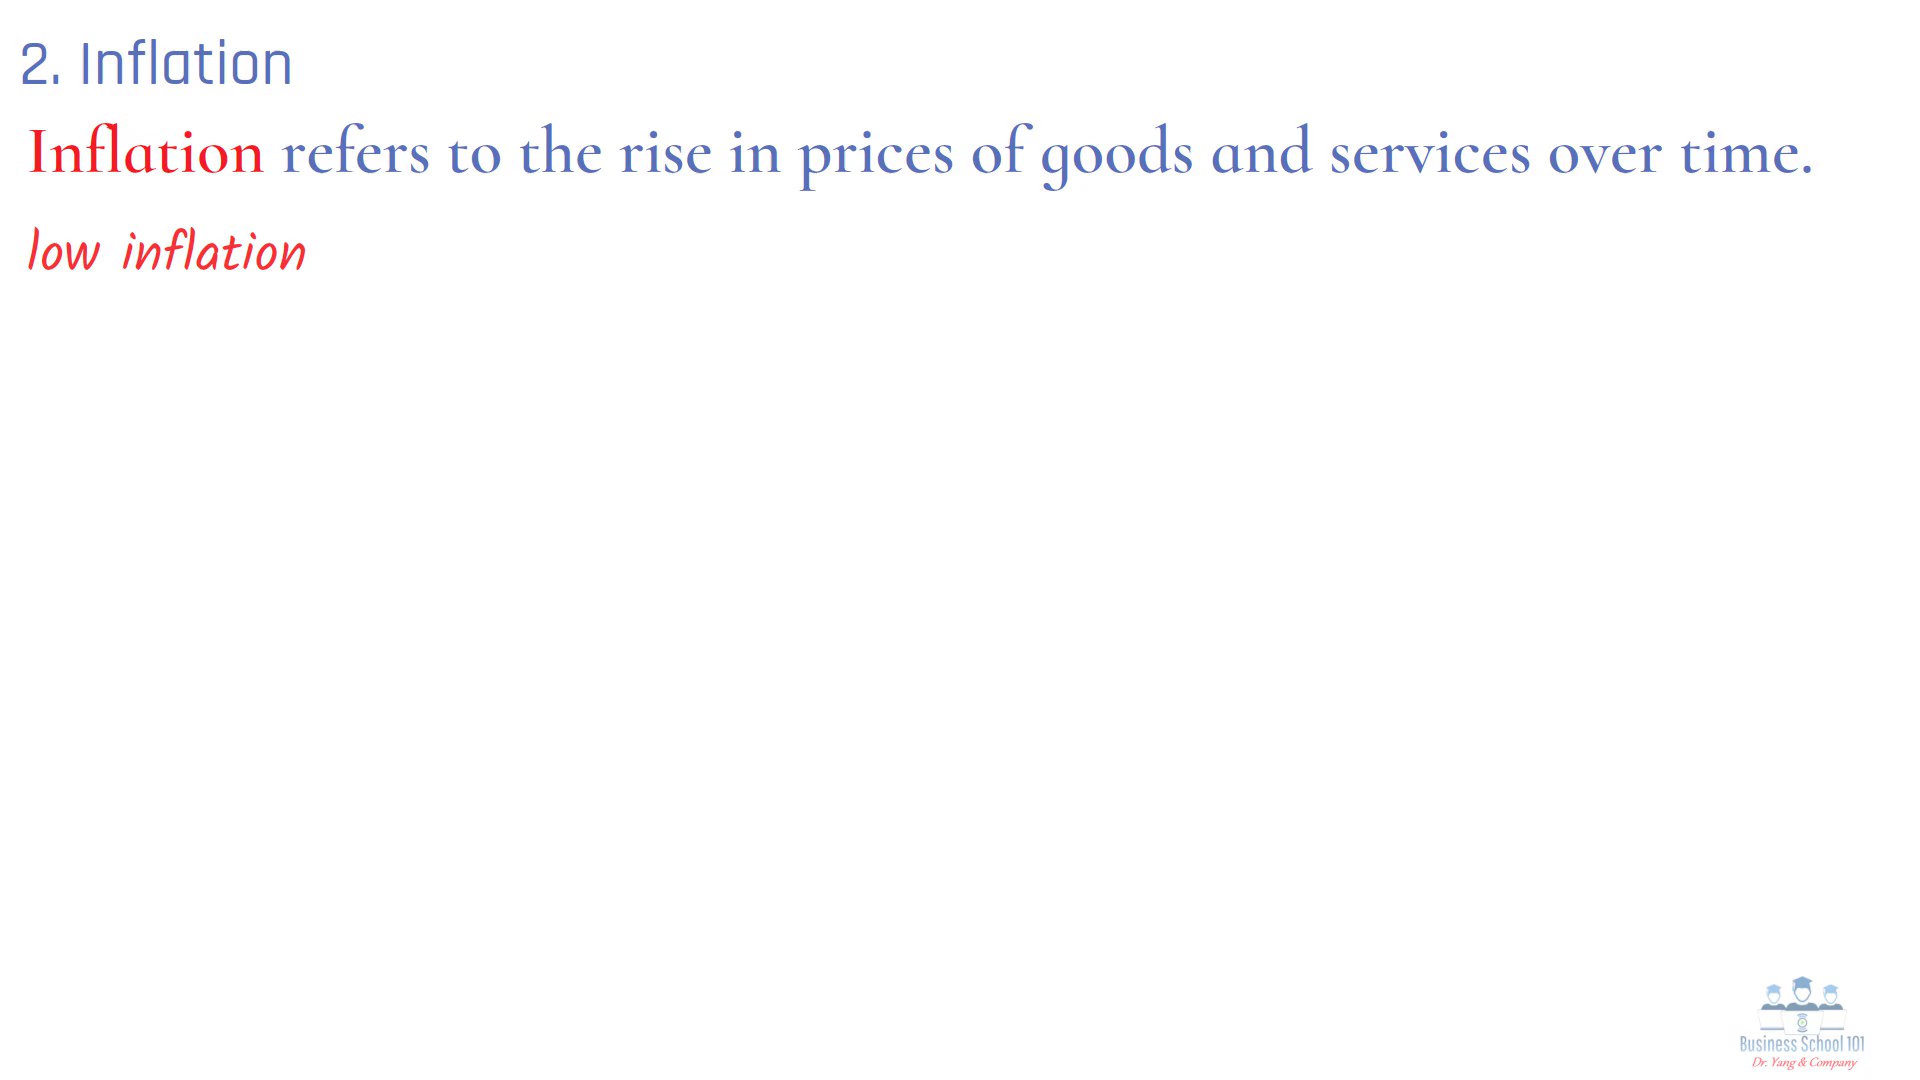 2. Inflation
Inflation refers to the rise in prices of goods and services over time.
low inflation
Business School 101
Dr. Yang & Company